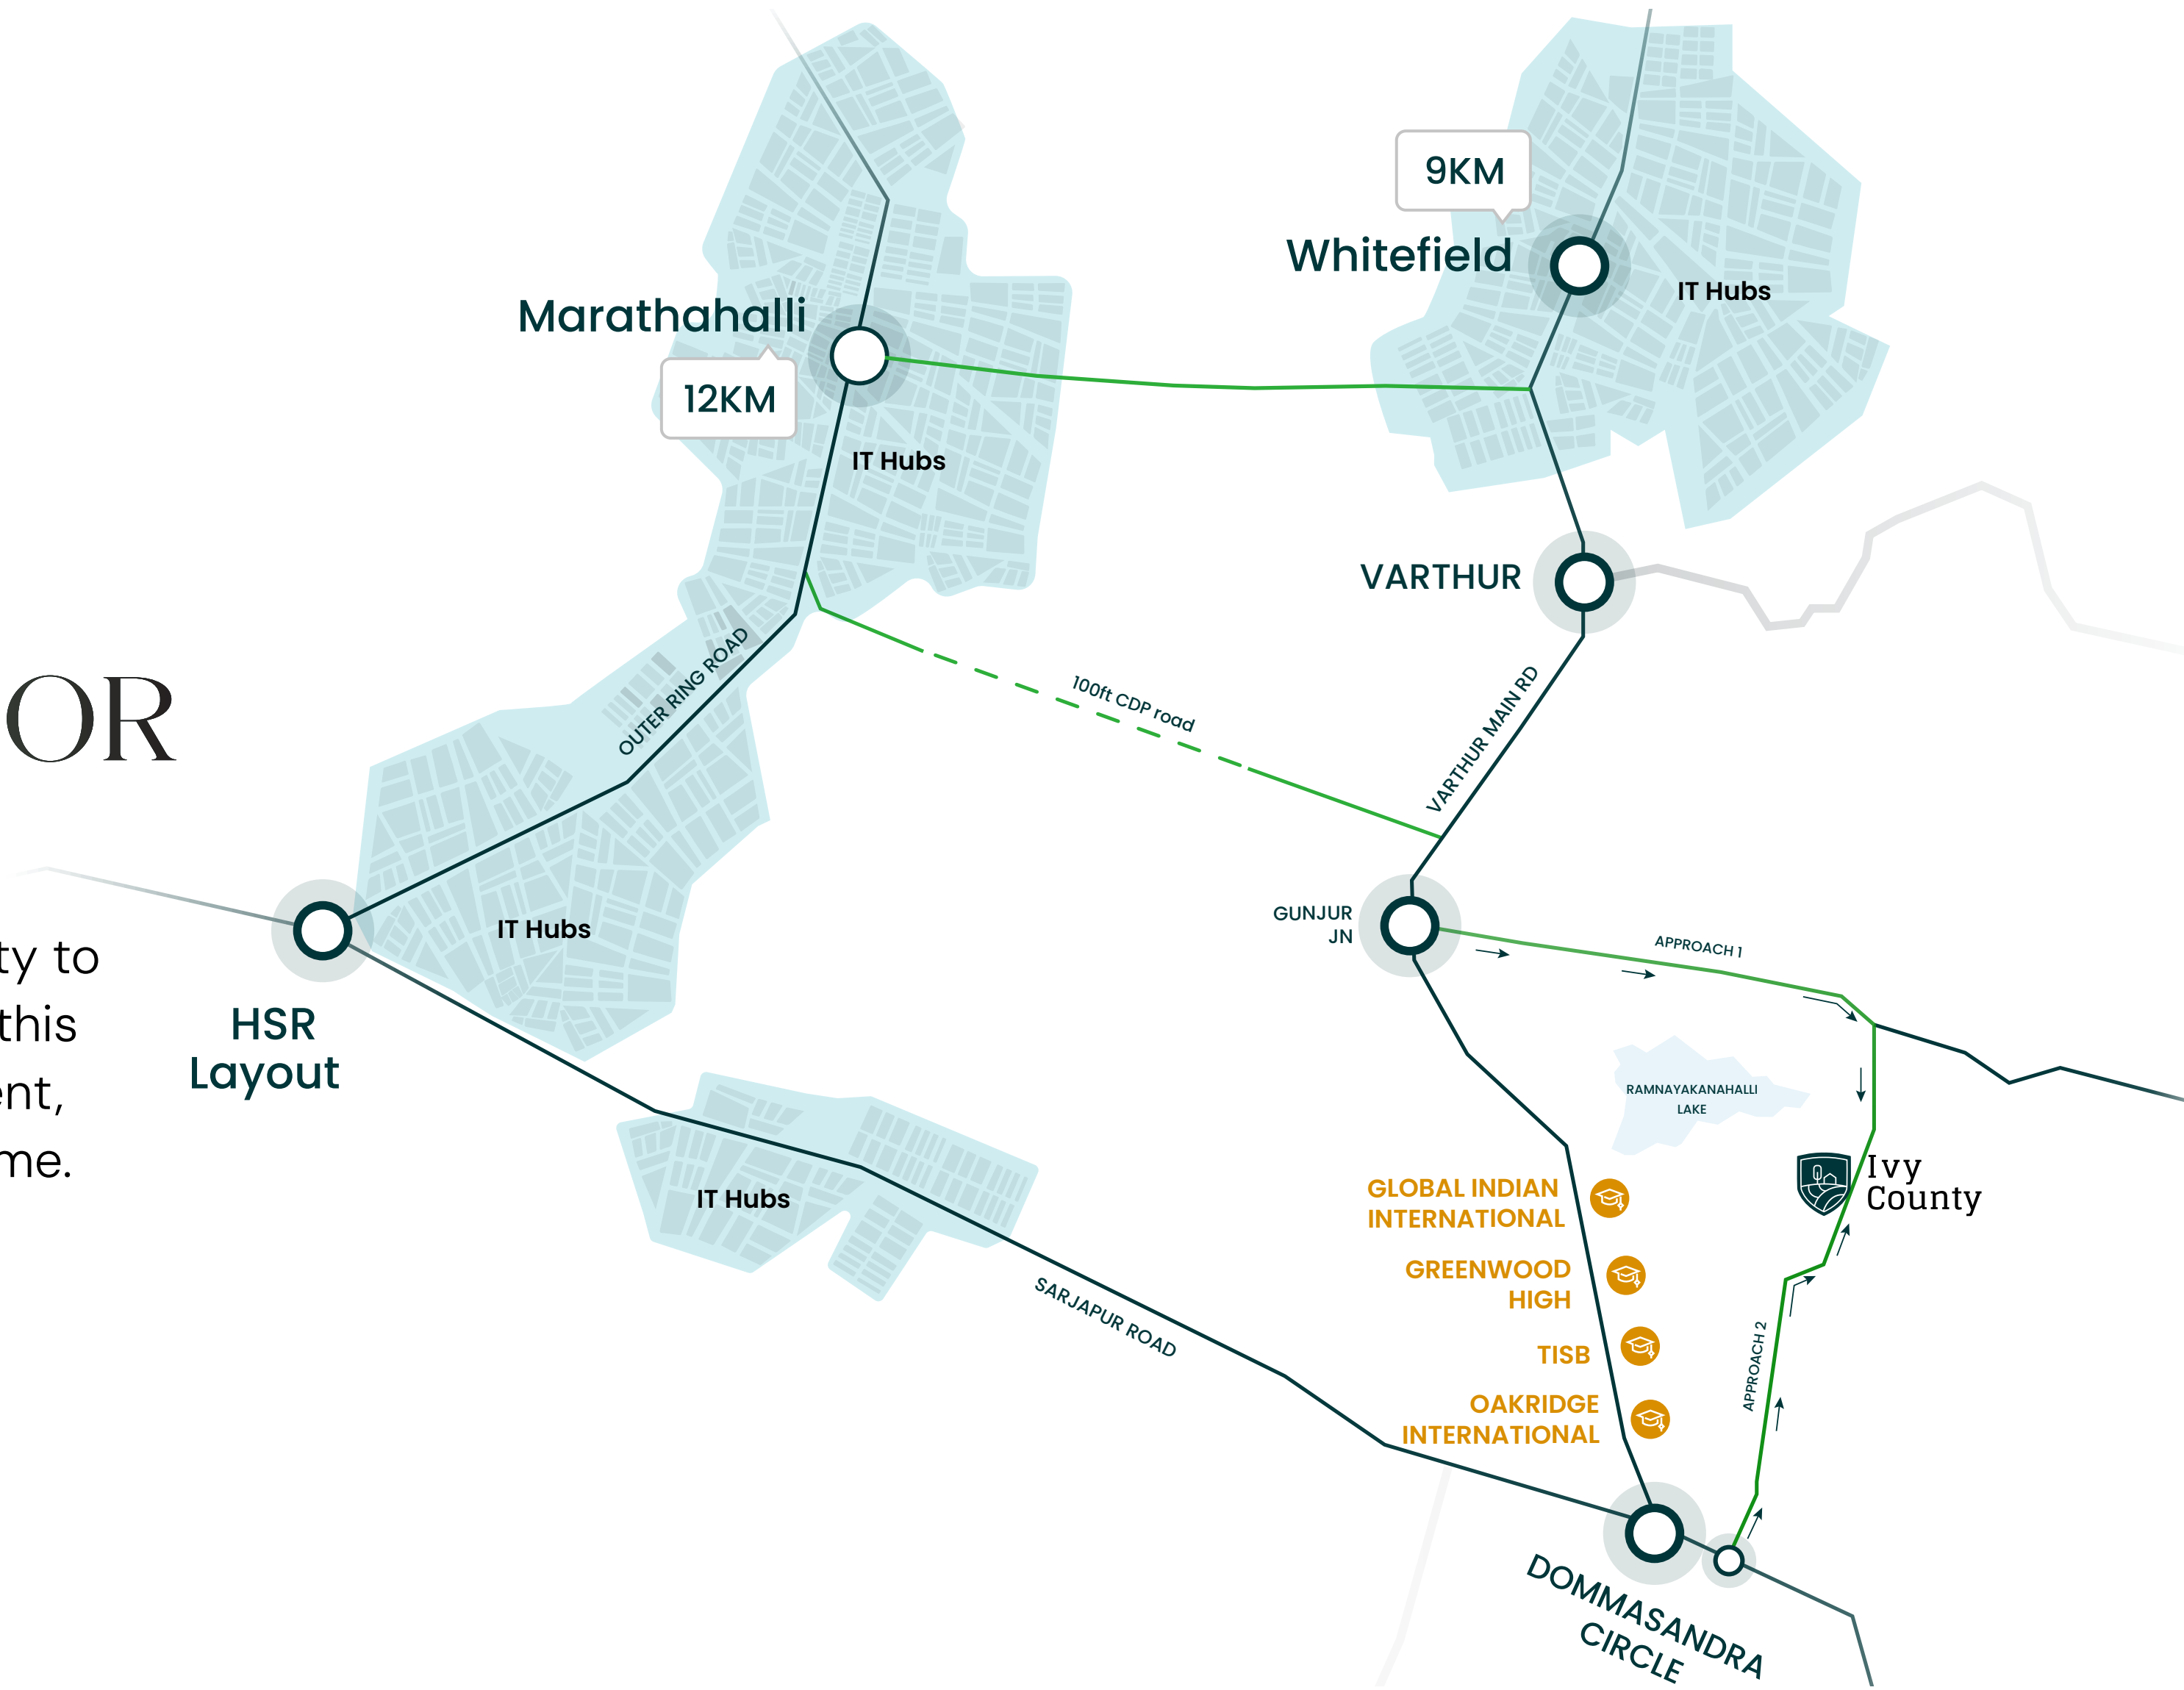 9KM
Whitefield
IT Hubs
Marathahalli
12KM
IT Hubs
VARTHUR
OUTER RING ROAD
100ft CDP road
VARTHUR MAIN RD
OR
GUNJUR
JN
APPROACH 1
IT Hubs
ty to
this
ent,
me.
HSR
Layout
RAMNAYAKANAHALLI
LAKE
IT Hubs
GLOBAL INDIAN
INTERNATIONAL
Ivy
County
GREENWOOD
HIGH
SARJAPUR ROAD
TISB
APPROACH 2
OAKRIDGE
INTERNATIONAL
DOMMASANDRA
CIRCLE